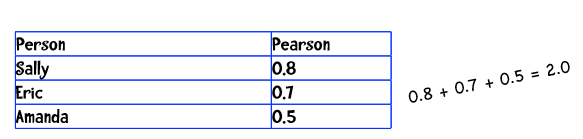 Person Pearson
Sally 0.8
Eric 0.7
Amanda 0.5
0.8 + 0.7 + 0.5 = 2.0